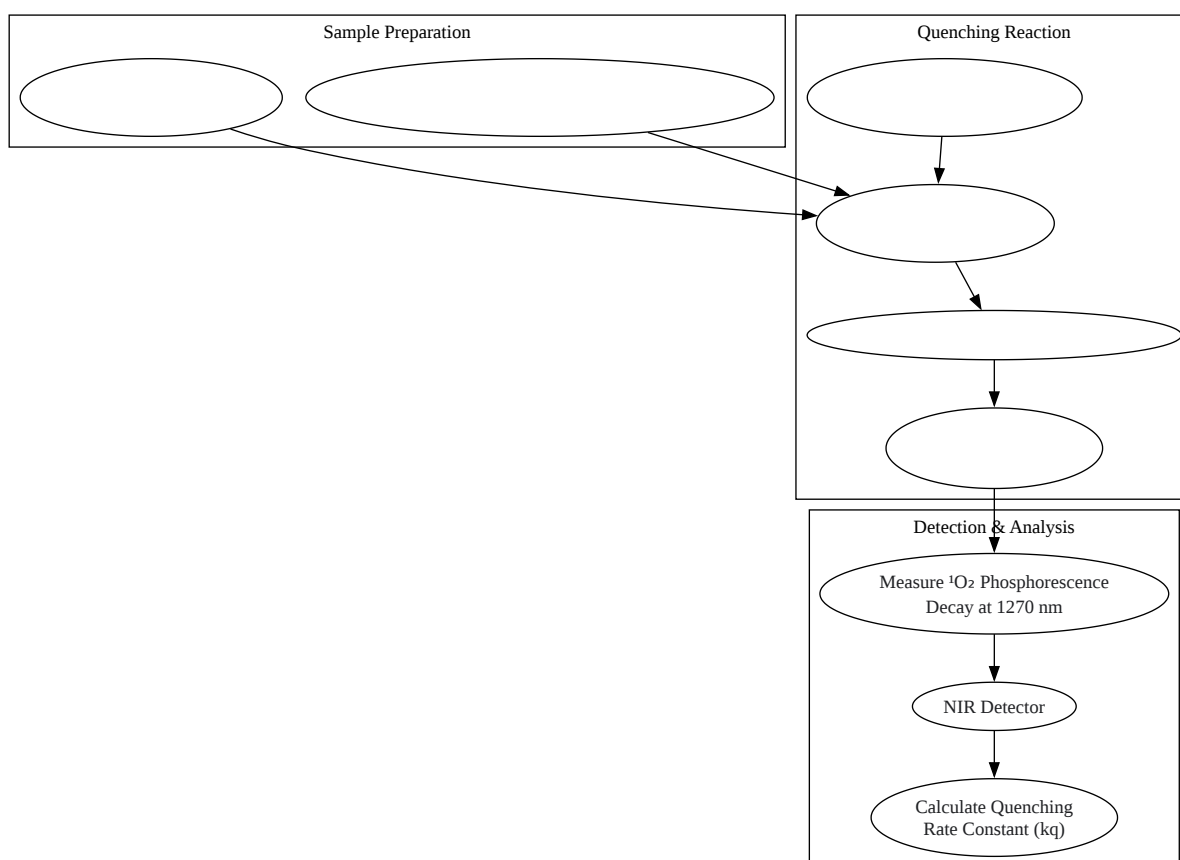 Sample Preparation
Quenching Reaction
Detection & Analysis
Measure ¹O₂ Phosphorescence
Decay at 1270 nm
NIR Detector
Calculate Quenching
Rate Constant (kq)